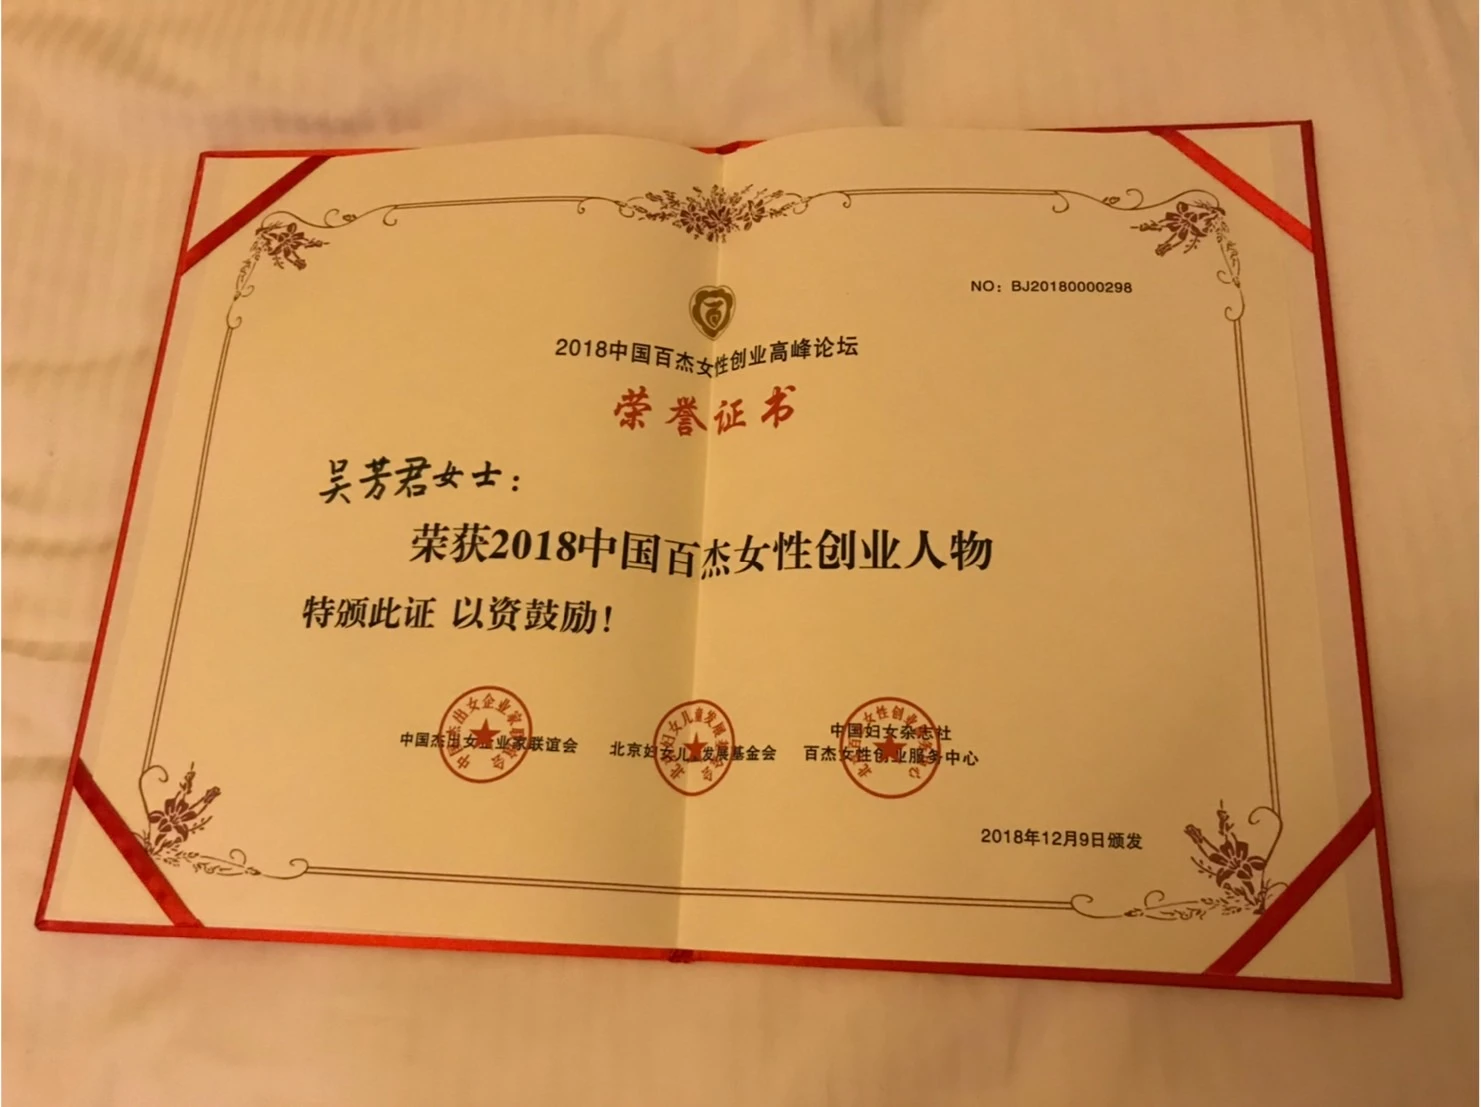 NO：BJ20180000298
百
2018中国百杰女性创业高峰论坛
荣誉证书
吴芳君女士：
荣获2018中国百杰女性创业人物
特颁此证 以资鼓励！
中国杰出女企业家联谊会
北京妇女儿童发展基金会
中国妇女杂志社
百杰女性创业服务中心
2018年12月9日颁发